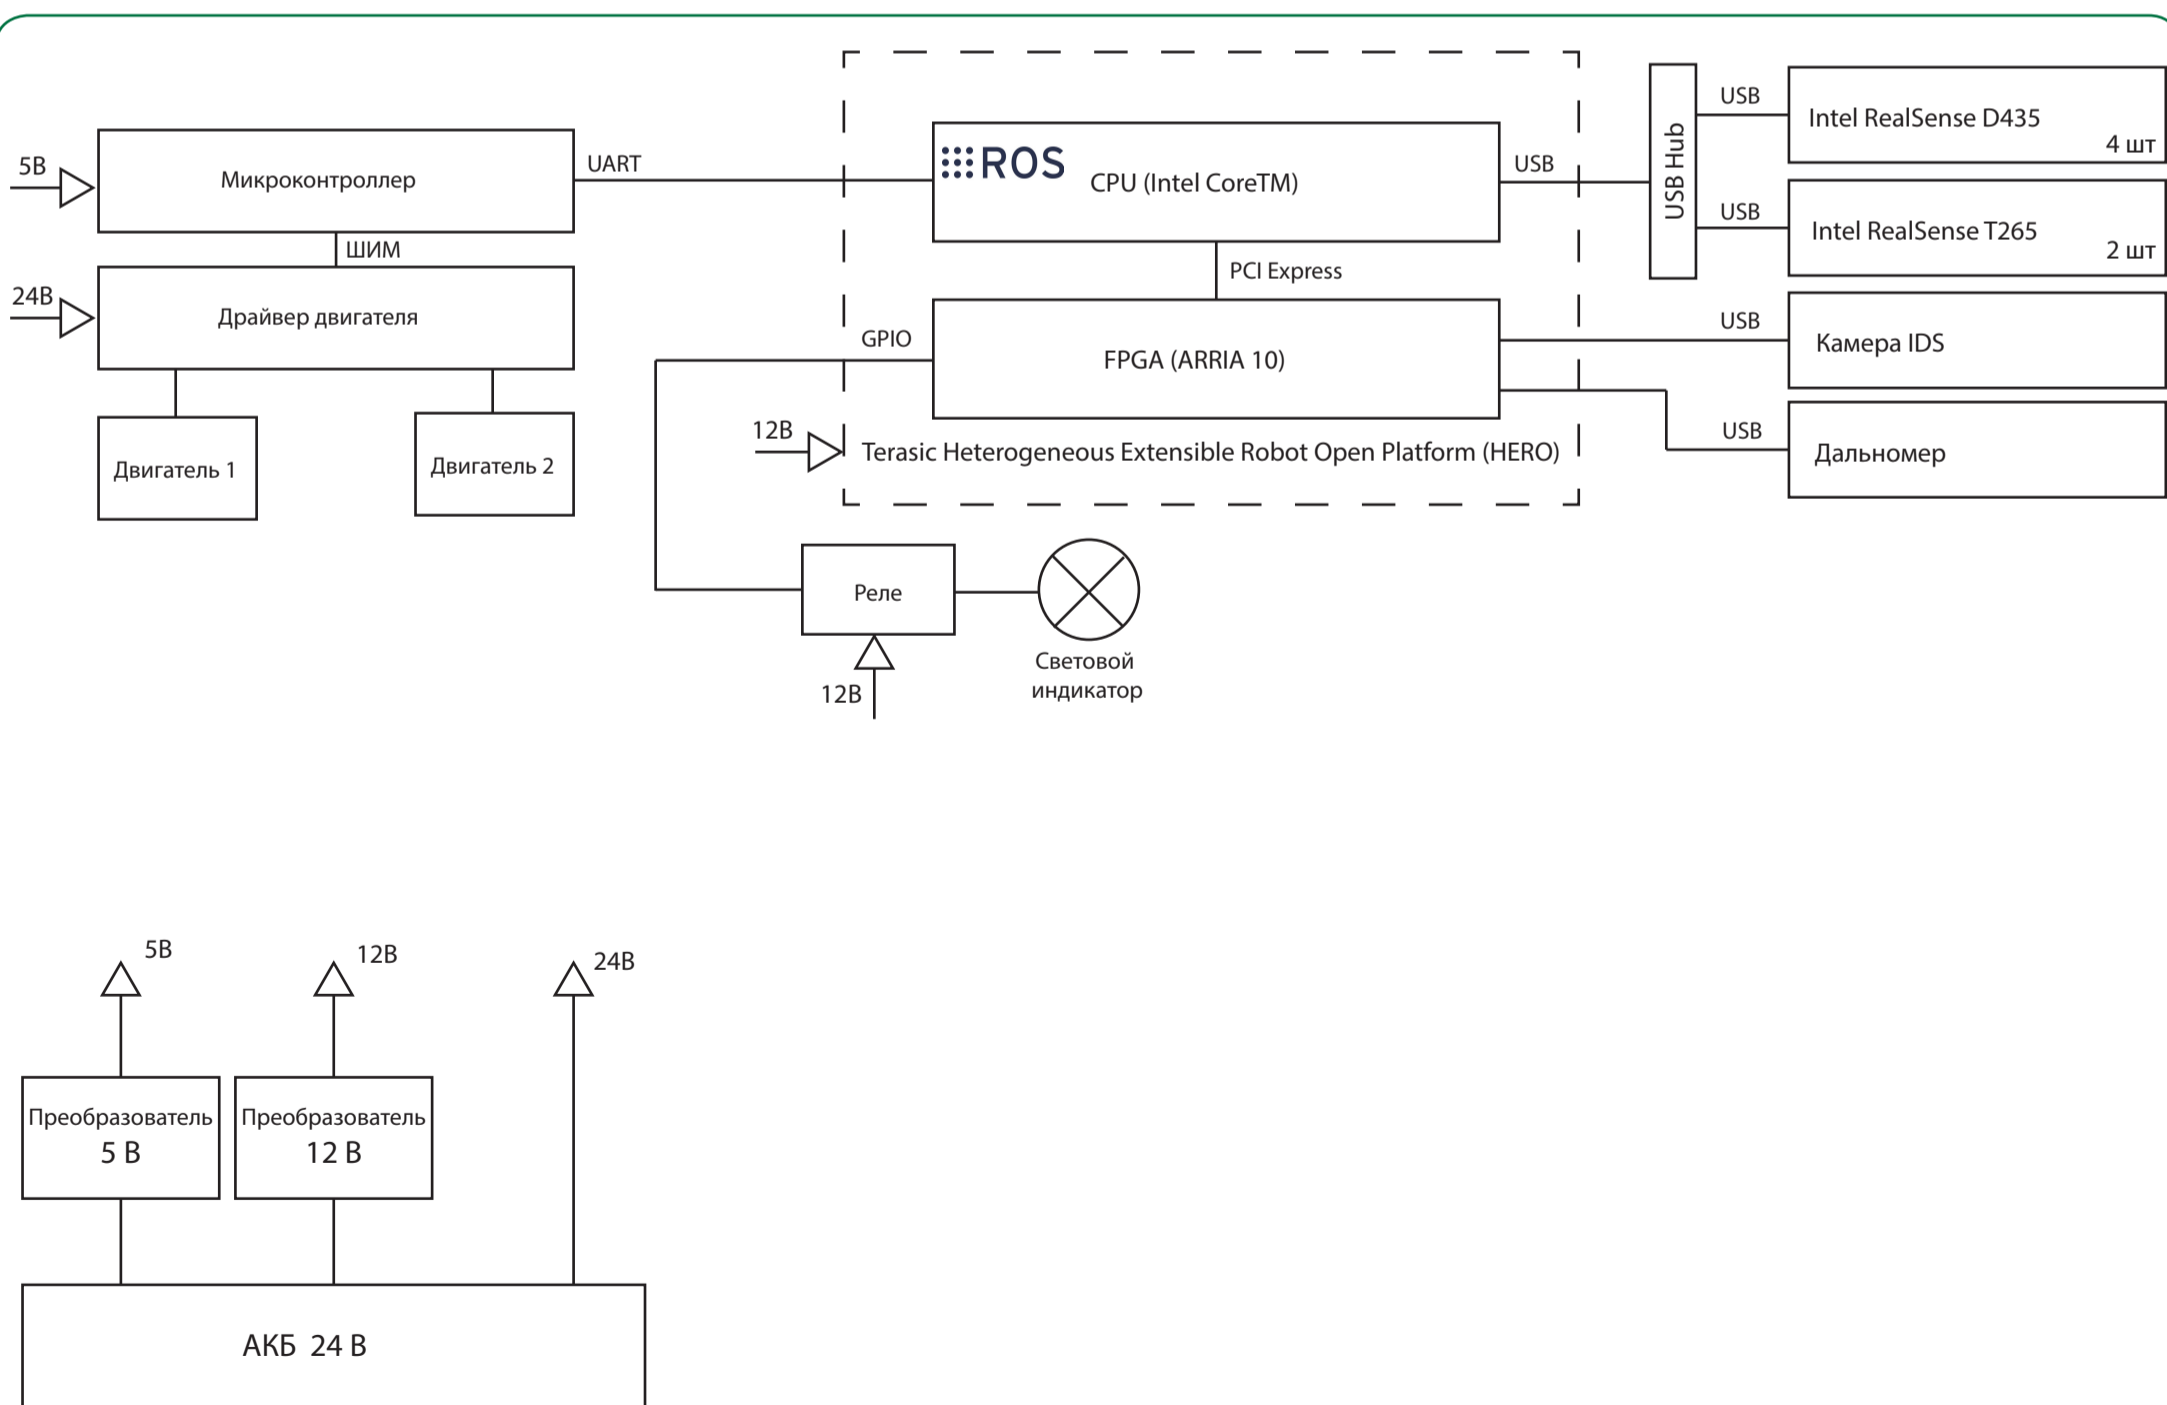 5В
Микроконтроллер
UART
ШИМ
24В
Драйвер двигателя
Двигатель 1
Двигатель 2
ROS
CPU (Intel CoreTM)
USB
PCI Express
GPIO
FPGA (ARRIA 10)
12В
Terasic Heterogeneous Extensible Robot Open Platform (HERO)
USB Hub
USB
Intel RealSense D435
4 шт
USB
Intel RealSense T265
2 шт
USB
Камера IDS
USB
Дальномер
Реле
12В
Световой
индикатор
5В
12В
24В
Преобразователь
5 В
Преобразователь
12 В
АКБ 24 В